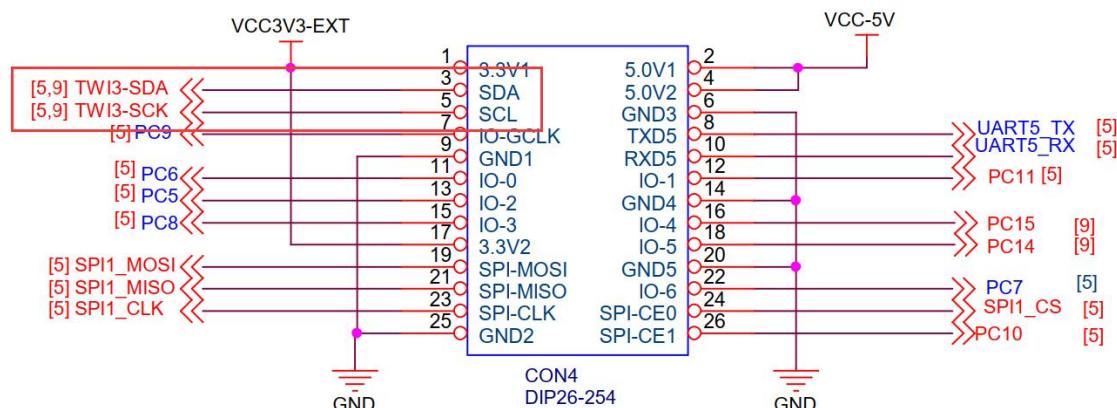 VCC3V3-EXT
VCC-5V
1 3.3V1 5.0V1 2
[5,9] TWI3-SDA 3 SDA 5.0V2 4
[5,9] TWI3-SCK 5 SCL GND3 6
[5] PC9 7 IO-GCLK TXD5 8 UART5_TX [5]
9 GND1 RXD5 10 UART5_RX [5]
[5] PC6 11 IO-0 IO-1 12 PC11 [5]
[5] PC5 13 IO-2 GND4 14
[5] PC8 15 IO-3 IO-4 16 PC15 [9]
17 3.3V2 IO-5 18 PC14 [9]
[5] SPI1_MOSI 19 SPI-MOSI GND5 20
[5] SPI1_MISO 21 SPI-MISO IO-6 22 PC7 [5]
[5] SPI1_CLK 23 SPI-CLK SPI-CE0 24 SPI1_CS [5]
25 GND2 SPI-CE1 26 PC10 [5]
CON4
DIP26-254
GND
GND